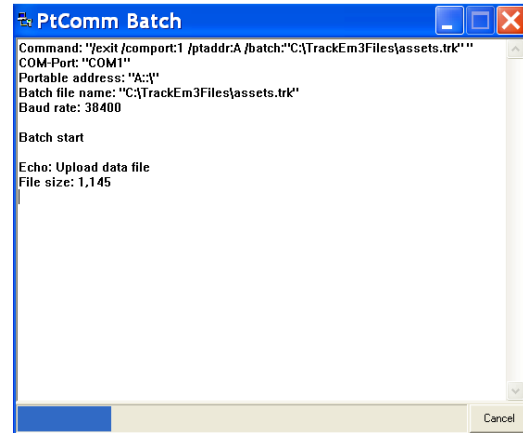 PtComm Batch
Command: "/exit /comport:1 /ptaddr:A /batch:"C:\TrackEm3Files\assets.trk" "
COM-Port: "COM1"
Portable address: "A::\"
Batch file name: "C:\TrackEm3Files\assets.trk"
Baud rate: 38400
Batch start
Echo: Upload data file
File size: 1,145
Cancel